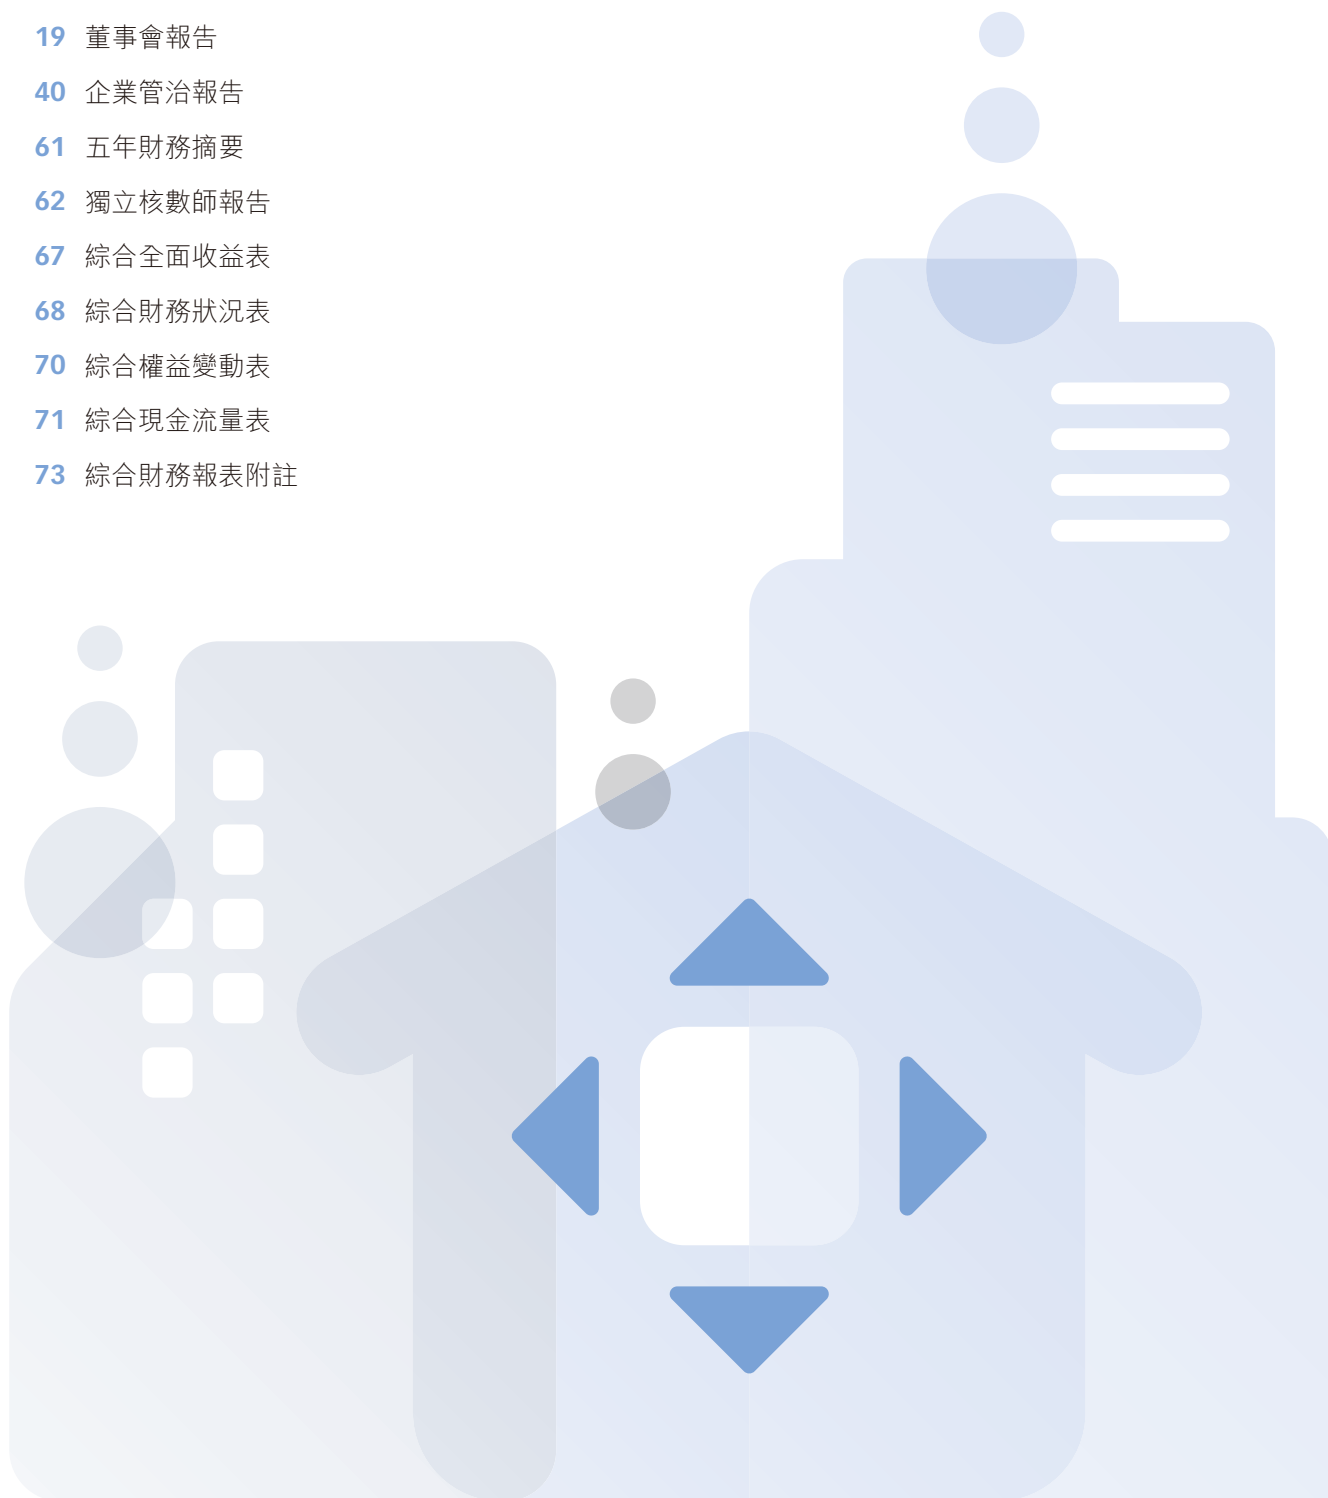 19 董事會報告
40 企業管治報告
61 五年財務摘要
62 獨立核數師報告
67 綜合全面收益表
68 綜合財務狀況表
70 綜合權益變動表
71 綜合現金流量表
73 綜合財務報表附註